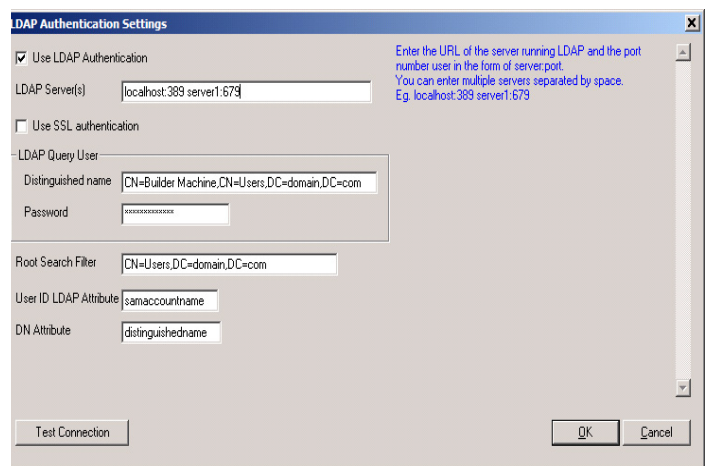 LDAP Authentication Settings
Use LDAP Authentication
Enter the URL of the server running LDAP and the port
number user in the form of server:port.
You can enter multiple servers separated by space.
Eg. localhost:389 server1:679
LDAP Server(s)
localhost:389 server1:679
Use SSL authentication
LDAP Query User
Distinguished name
CN=Builder Machine,CN=Users,DC=domain,DC=com
Password
xxxxxxxxxxxx
Root Search Filter
CN=Users,DC=domain,DC=com
User ID LDAP Attribute
samaccountname
DN Attribute
distinguishedname
Test Connection
OK
Cancel